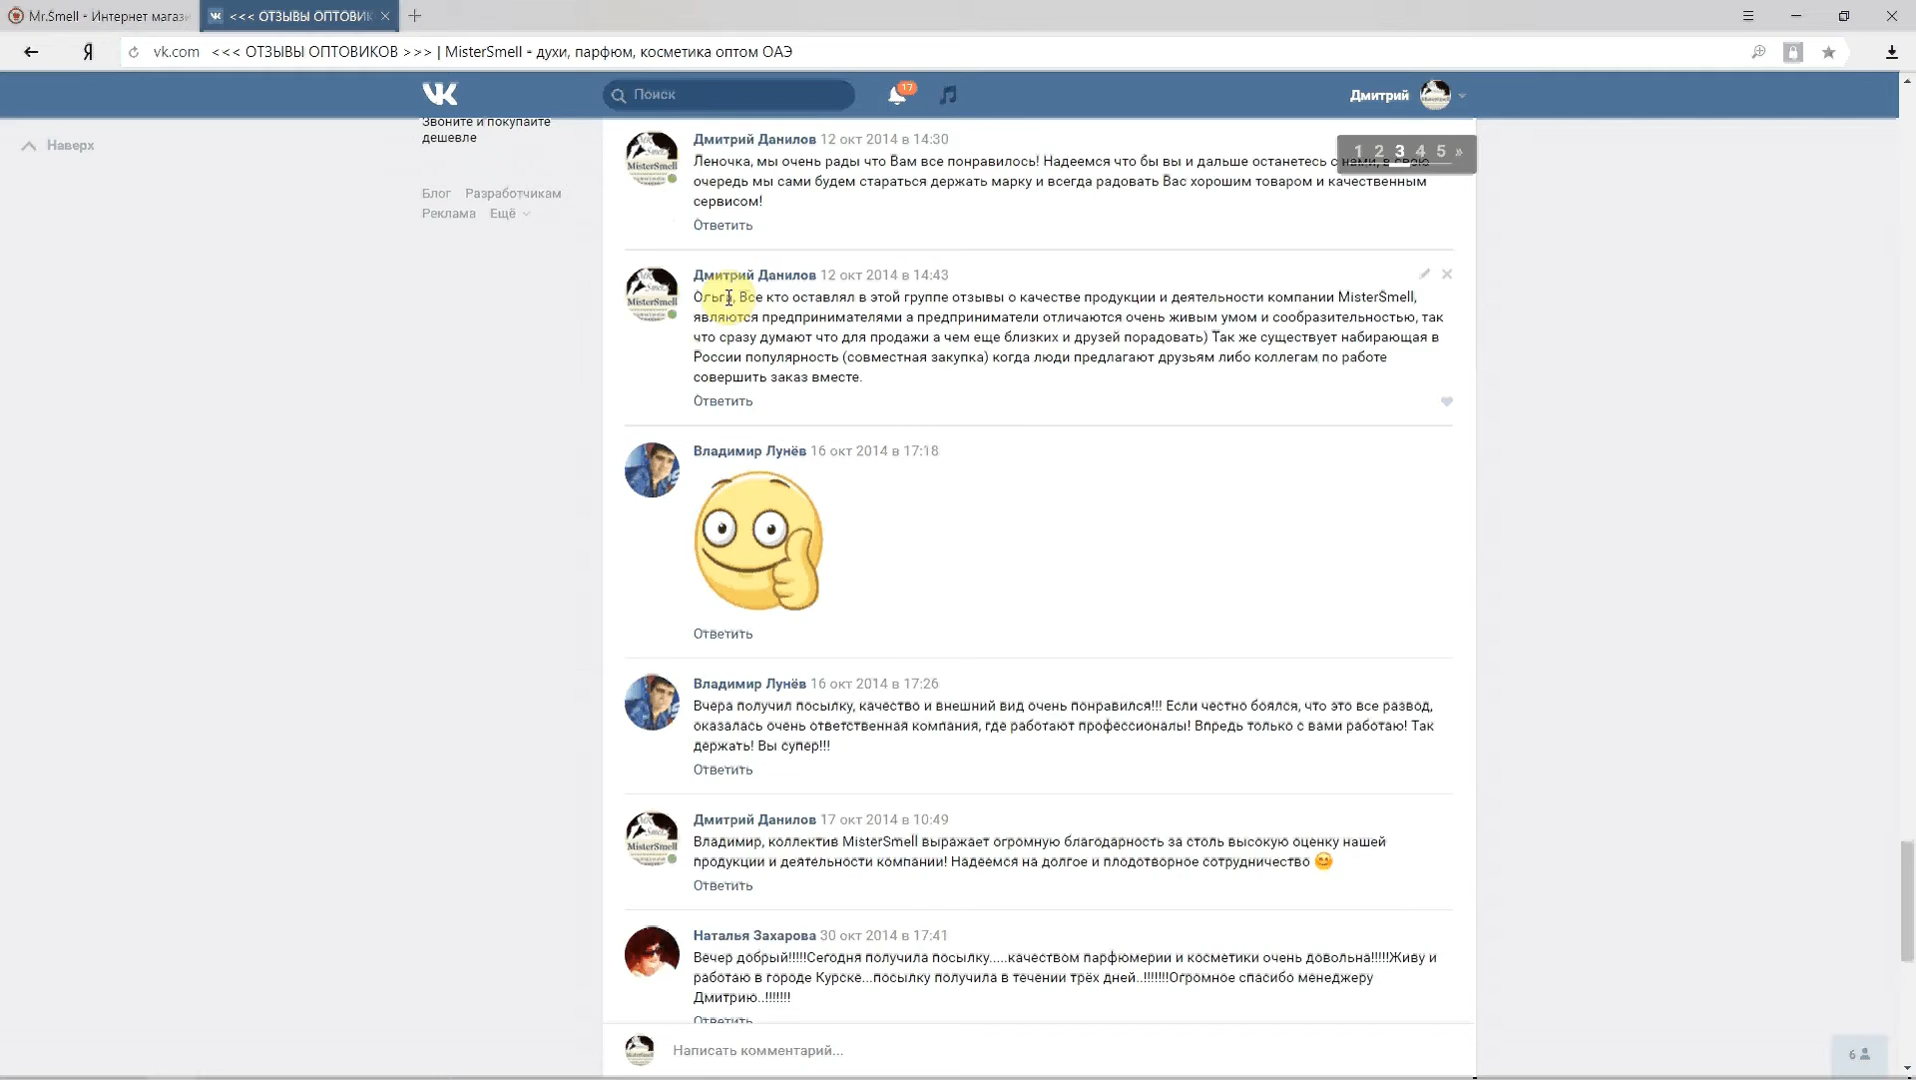 Mr.Smell - Интернет магаз
<<< ОТЗЫВЫ ОПТОВИК
vk.com <<< ОТЗЫВЫ ОПТОВИКОВ >>> | MisterSmell - духи, парфюм, косметика оптом ОАЭ
Поиск
17
Дмитрий
Наверх
Звоните и покупайте
дешевле
Блог Разработчикам
Реклама Ещё
1 2 3 4 5 »
Дмитрий Данилов 12 окт 2014 в 14:30
Леночка, мы очень рады что Вам все понравилось! Надеемся что бы вы и дальше останетесь с нами, в свою
очередь мы сами будем стараться держать марку и всегда радовать Вас хорошим товаром и качественным
сервисом!
Ответить
Дмитрий Данилов 12 окт 2014 в 14:43
Ольга, Все кто оставлял в этой группе отзывы о качестве продукции и деятельности компании MisterSmell,
являются предпринимателями а предприниматели отличаются очень живым умом и сообразительностью, так
что сразу думают что для продажи а чем еще близких и друзей порадовать) Так же существует набирающая в
России популярность (совместная закупка) когда люди предлагают друзьям либо коллегам по работе
совершить заказ вместе.
Ответить
Владимир Лунёв 16 окт 2014 в 17:18
Ответить
Владимир Лунёв 16 окт 2014 в 17:26
Вчера получил посылку, качество и внешний вид очень понравился!!! Если честно боялся, что это все развод,
оказалась очень ответственная компания, где работают профессионалы! Впредь только с вами работаю! Так
держать! Вы супер!!!
Ответить
Дмитрий Данилов 17 окт 2014 в 10:49
Владимир, коллектив MisterSmell выражает огромную благодарность за столь высокую оценку нашей
продукции и деятельности компании! Надеемся на долгое и плодотворное сотрудничество 😊
Ответить
Наталья Захарова 30 окт 2014 в 17:41
Вечер добрый!!!!!Сегодня получила посылку.....качеством парфюмерии и косметики очень довольна!!!!!Живу и
работаю в городе Курске...посылку получила в течении трёх дней..!!!!!!!Огромное спасибо менеджеру
Дмитрию..!!!!!!!
Ответить
Написать комментарий...
6